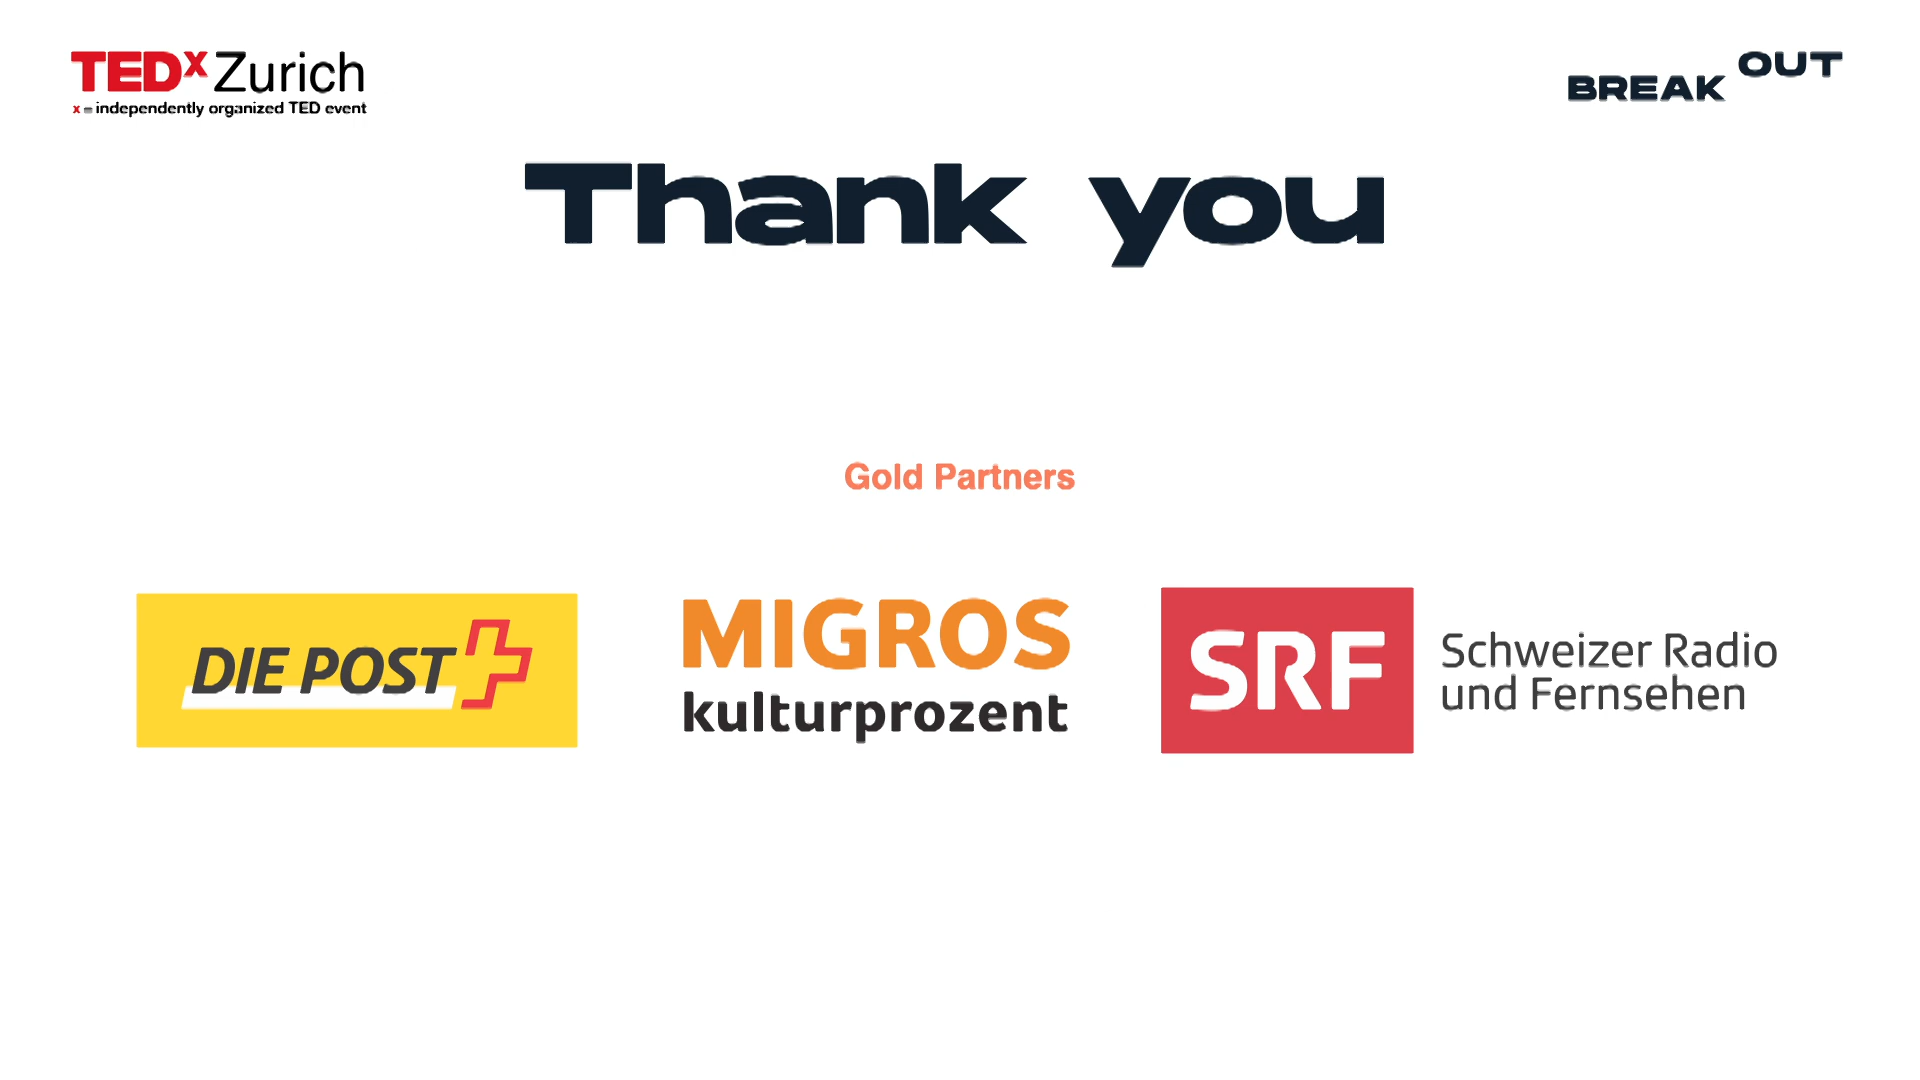 TEDx Zurich
x = independently organized TED event
BREAK OUT
Thank you
Gold Partners
DIE POST
MIGROS
kulturprozent
SRF
Schweizer Radio
und Fernsehen